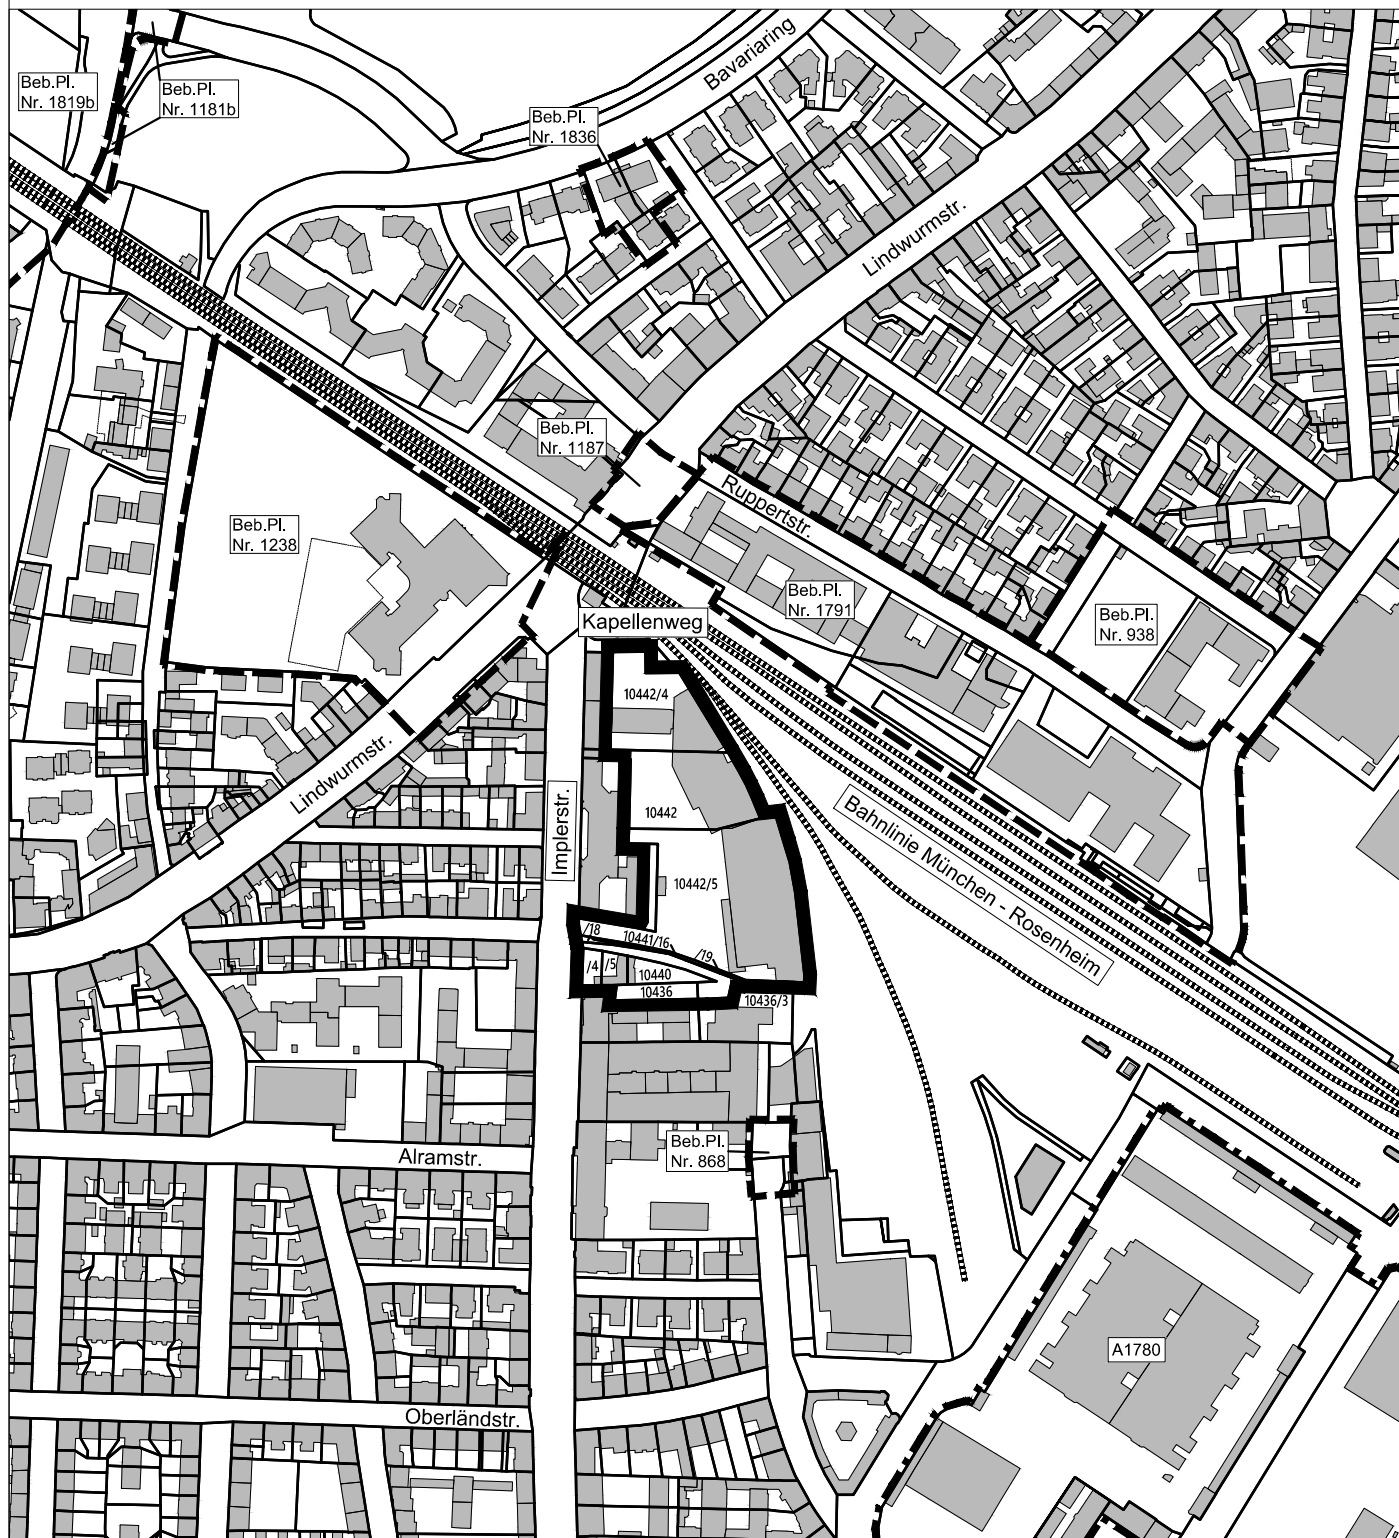 Bavariaring
Beb.Pl.
Nr. 1819b
Beb.Pl.
Nr. 1181b
Beb.Pl.
Nr. 1836
Lindwurmstr.
Beb.Pl.
Nr. 1187
Ruppertstr.
Beb.Pl.
Nr. 1238
Beb.Pl.
Nr. 1791
Beb.Pl.
Nr. 938
Kapellenweg
10442/4
Lindwurmstr.
Implerstr.
10442
Bahnlinie München - Rosenheim
10442/5
/18
10441/16
/19
/4
/5
10440
10436
10436/3
Beb.Pl.
Nr. 868
Alramstr.
A1780
Oberländstr.